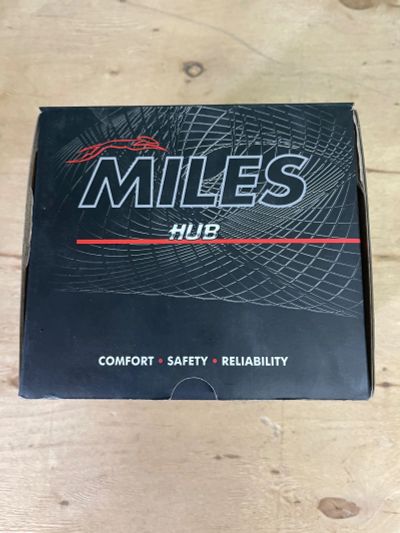 MILES
HUB
COMFORT • SAFETY • RELIABILITY